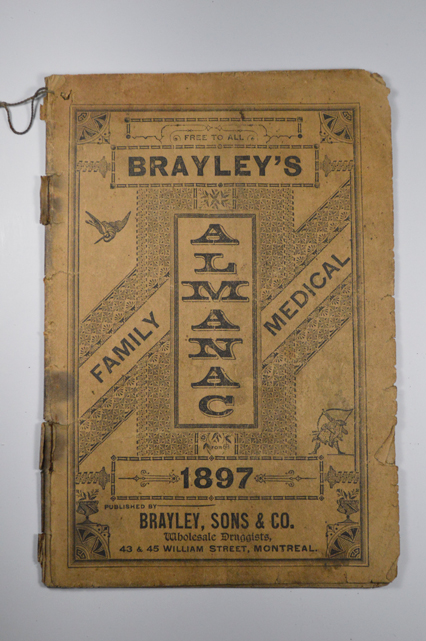 FREE TO ALL
BRAYLEY'S
FAMILY
ALMANAC
MEDICAL
1897
PUBLISHED BY
BRAYLEY, SONS & CO.
Wholesale Druggists,
43 & 45 WILLIAM STREET, MONTREAL.